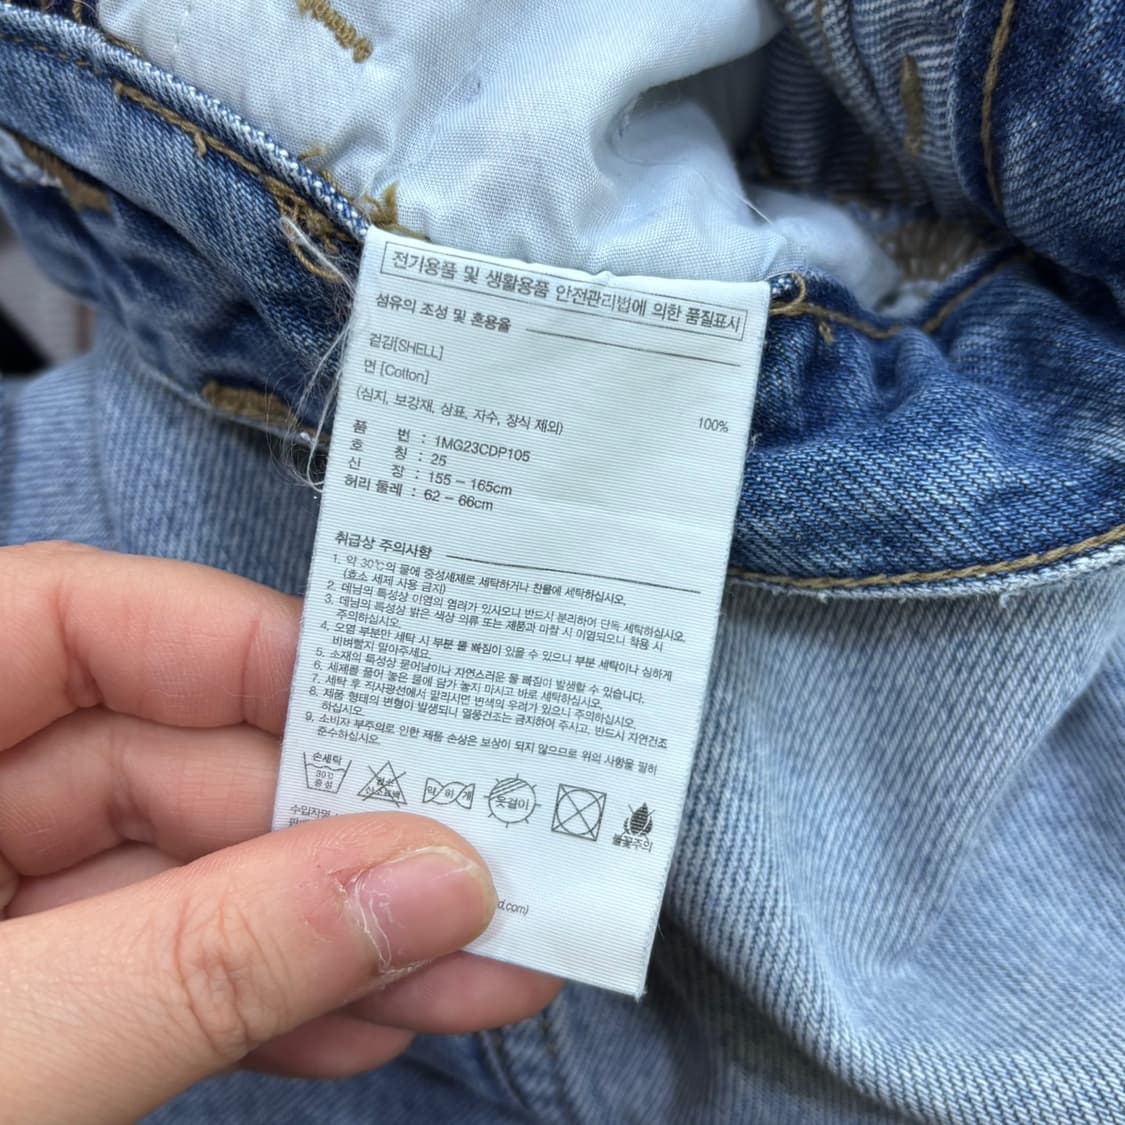 전기용품 및 생활용품 안전관리법에 의한 품질표시
섬유의 조성 및 혼용율
겉감[SHELL]
면 [Cotton] 100%
(심지, 보강재, 상표, 자수, 장식 제외)
품 번 : 1MG23CDP105
호 칭 : 25
신 장 : 155 - 165cm
허리 둘레 : 62 - 66cm
취급상 주의사항
1. 약 30℃의 물에 중성세제로 세탁하거나 찬물에 세탁하십시오.
(효소 세제 사용 금지)
2. 데님의 특성상 이염의 염려가 있사오니 반드시 분리하여 단독 세탁하십시오.
3. 데님의 특성상 밝은 색상 의류 또는 제품과 마찰 시 이염되오니 착용 시
주의하십시오.
4. 오염 부분만 세탁 시 부분 물 빠짐이 있을 수 있으니 부분 세탁이나 심하게
비벼빨지 말아주세요.
5. 소재의 특성상 묻어남이나 자연스러운 물 빠짐이 발생할 수 있습니다.
6. 세제를 풀어 놓은 물에 담가 놓지 마시고 바로 세탁하십시오.
7. 세탁 후 직사광선에서 말리시면 변색의 우려가 있으니 주의하십시오.
8. 제품 형태의 변형이 발생되니 열풍건조는 금지하여 주시고, 반드시 자연건조
하십시오.
9. 소비자 부주의로 인한 제품 손상은 보상이 되지 않으므로 위의 사항을 필히
준수하십시오.
손세탁
30℃
중성
약하게
옷걸이
불꽃주의
수입자명
d.com)